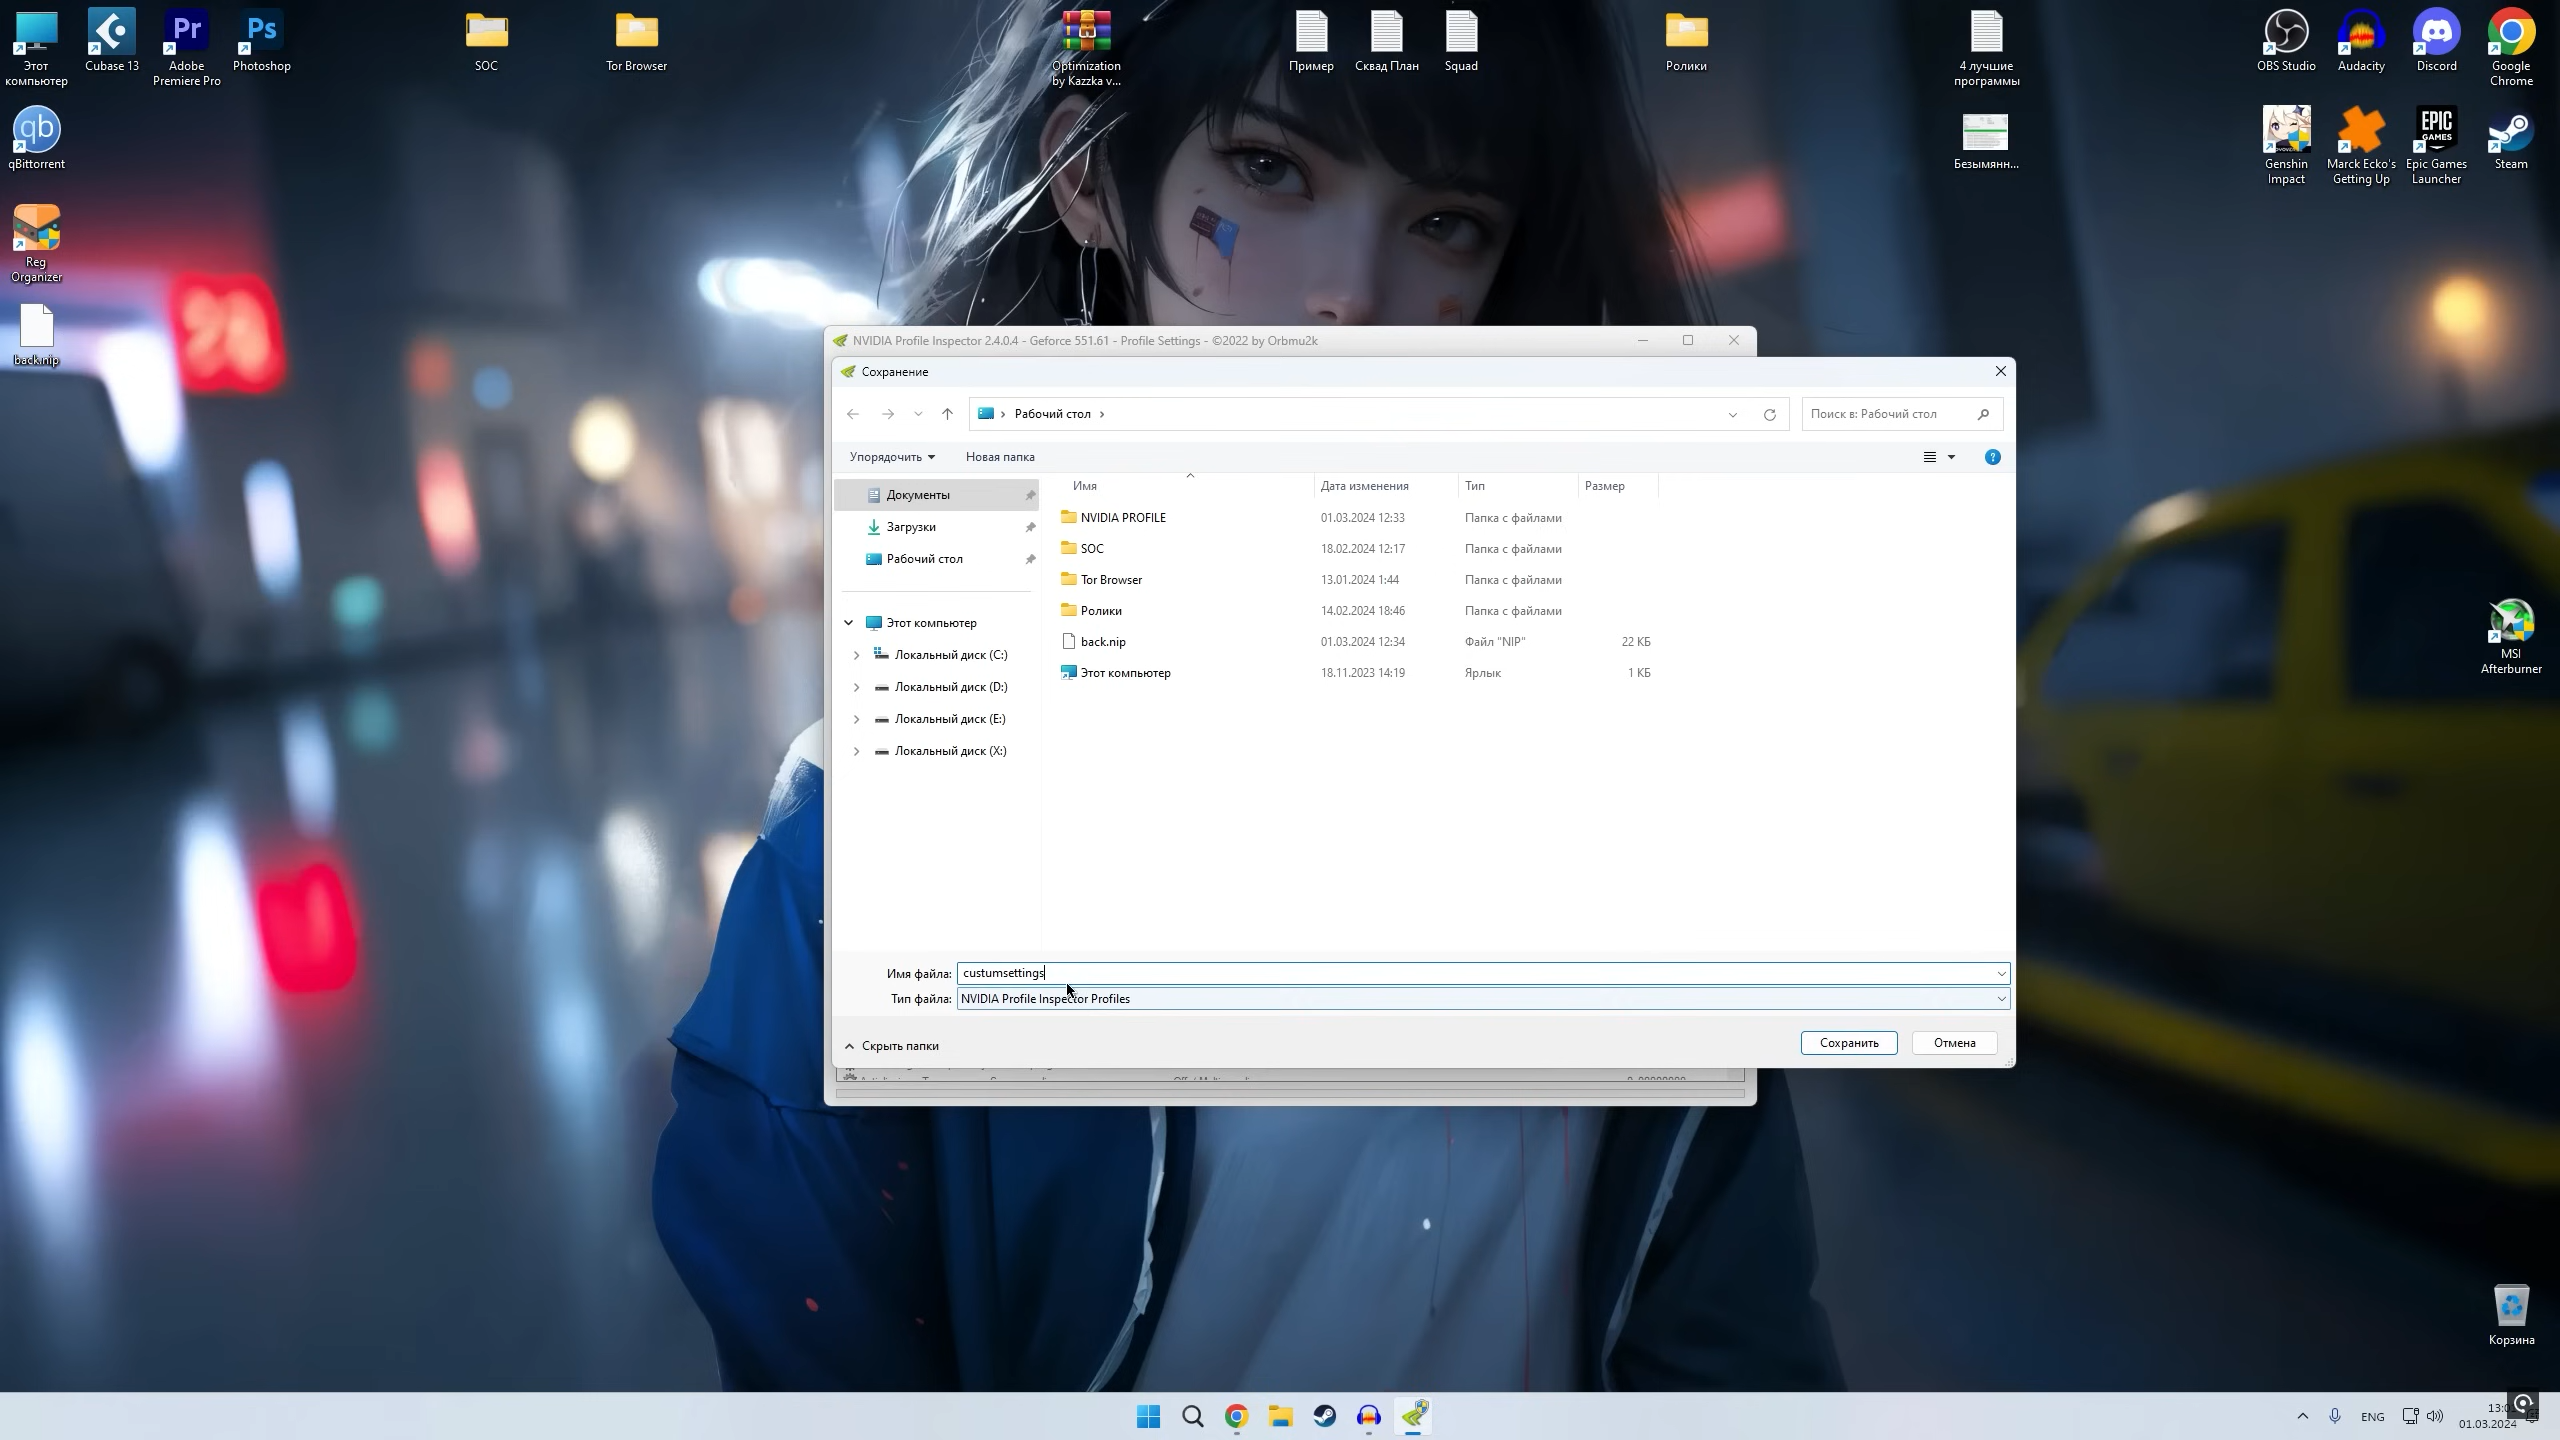 Этот
компьютер
Cubase 13
Pr
Adobe
Premiere Pro
Ps
Photoshop
SOC
Tor Browser
Optimization
by Kazzka v...
Пример
Сквад План
Squad
Ролики
4 лучшие
программы
OBS Studio
Audacity
Discord
Google
Chrome
qb
qBittorrent
Безымянн...
Genshin
Impact
Marck Ecko's
Getting Up
EPIC
GAMES
Epic Games
Launcher
Steam
Reg
Organizer
back.nip
NVIDIA Profile Inspector 2.4.0.4 - Geforce 551.61 - Profile Settings - ©2022 by Orbmu2k
Сохранение
Рабочий стол
Поиск в: Рабочий стол
Упорядочить
Новая папка
?
Имя
Дата изменения
Тип
Размер
Документы
Загрузки
Рабочий стол
Этот компьютер
Локальный диск (C:)
Локальный диск (D:)
Локальный диск (E:)
Локальный диск (X:)
NVIDIA PROFILE 01.03.2024 12:33 Папка с файлами
SOC 18.02.2024 12:17 Папка с файлами
Tor Browser 13.01.2024 1:44 Папка с файлами
Ролики 14.02.2024 18:46 Папка с файлами
back.nip 01.03.2024 12:34 Файл "NIP" 22 КБ
Этот компьютер 18.11.2023 14:19 Ярлык 1 КБ
MSI
Afterburner
Имя файла: custumsettings
Тип файла: NVIDIA Profile Inspector Profiles
Скрыть папки
Сохранить
Отмена
Корзина
ENG
01.03.2024